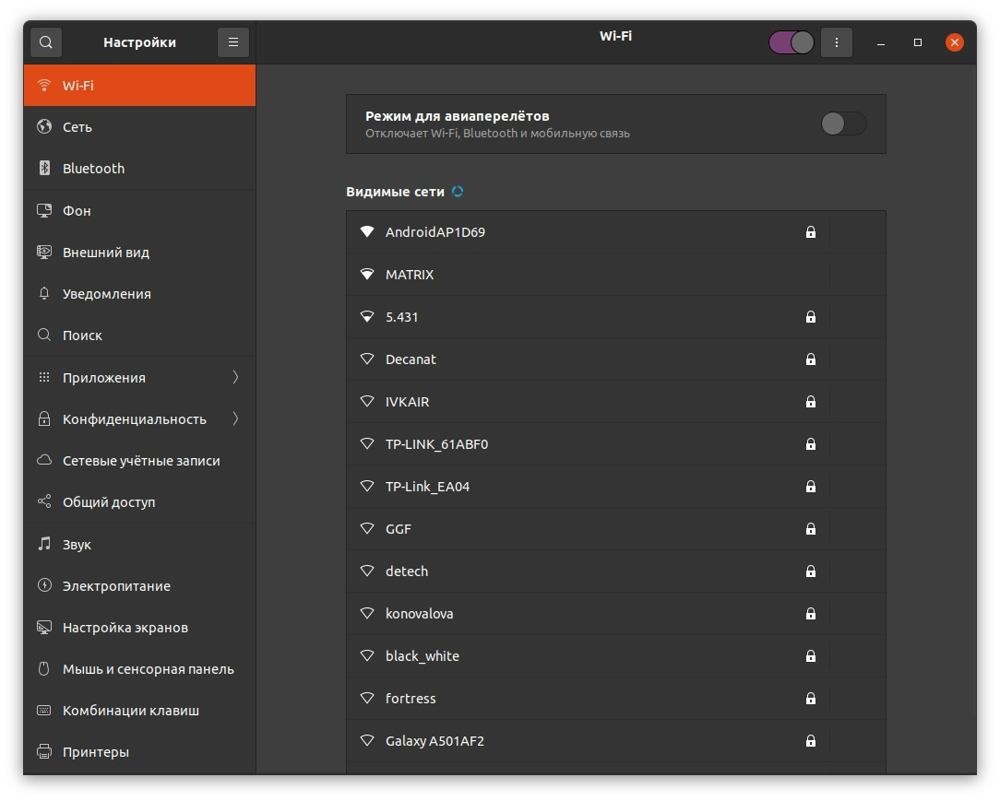 Настройки
Wi-Fi
Wi-Fi
Сеть
Bluetooth
Фон
Внешний вид
Уведомления
Поиск
Приложения
Конфиденциальность
Сетевые учётные записи
Общий доступ
Звук
Электропитание
Настройка экранов
Мышь и сенсорная панель
Комбинации клавиш
Принтеры
Режим для авиаперелётов
Отключает Wi-Fi, Bluetooth и мобильную связь
Видимые сети
AndroidAP1D69
MATRIX
5.431
Decanat
IVKAIR
TP-LINK_61ABF0
TP-Link_EA04
GGF
detech
konovalova
black_white
fortress
Galaxy A501AF2